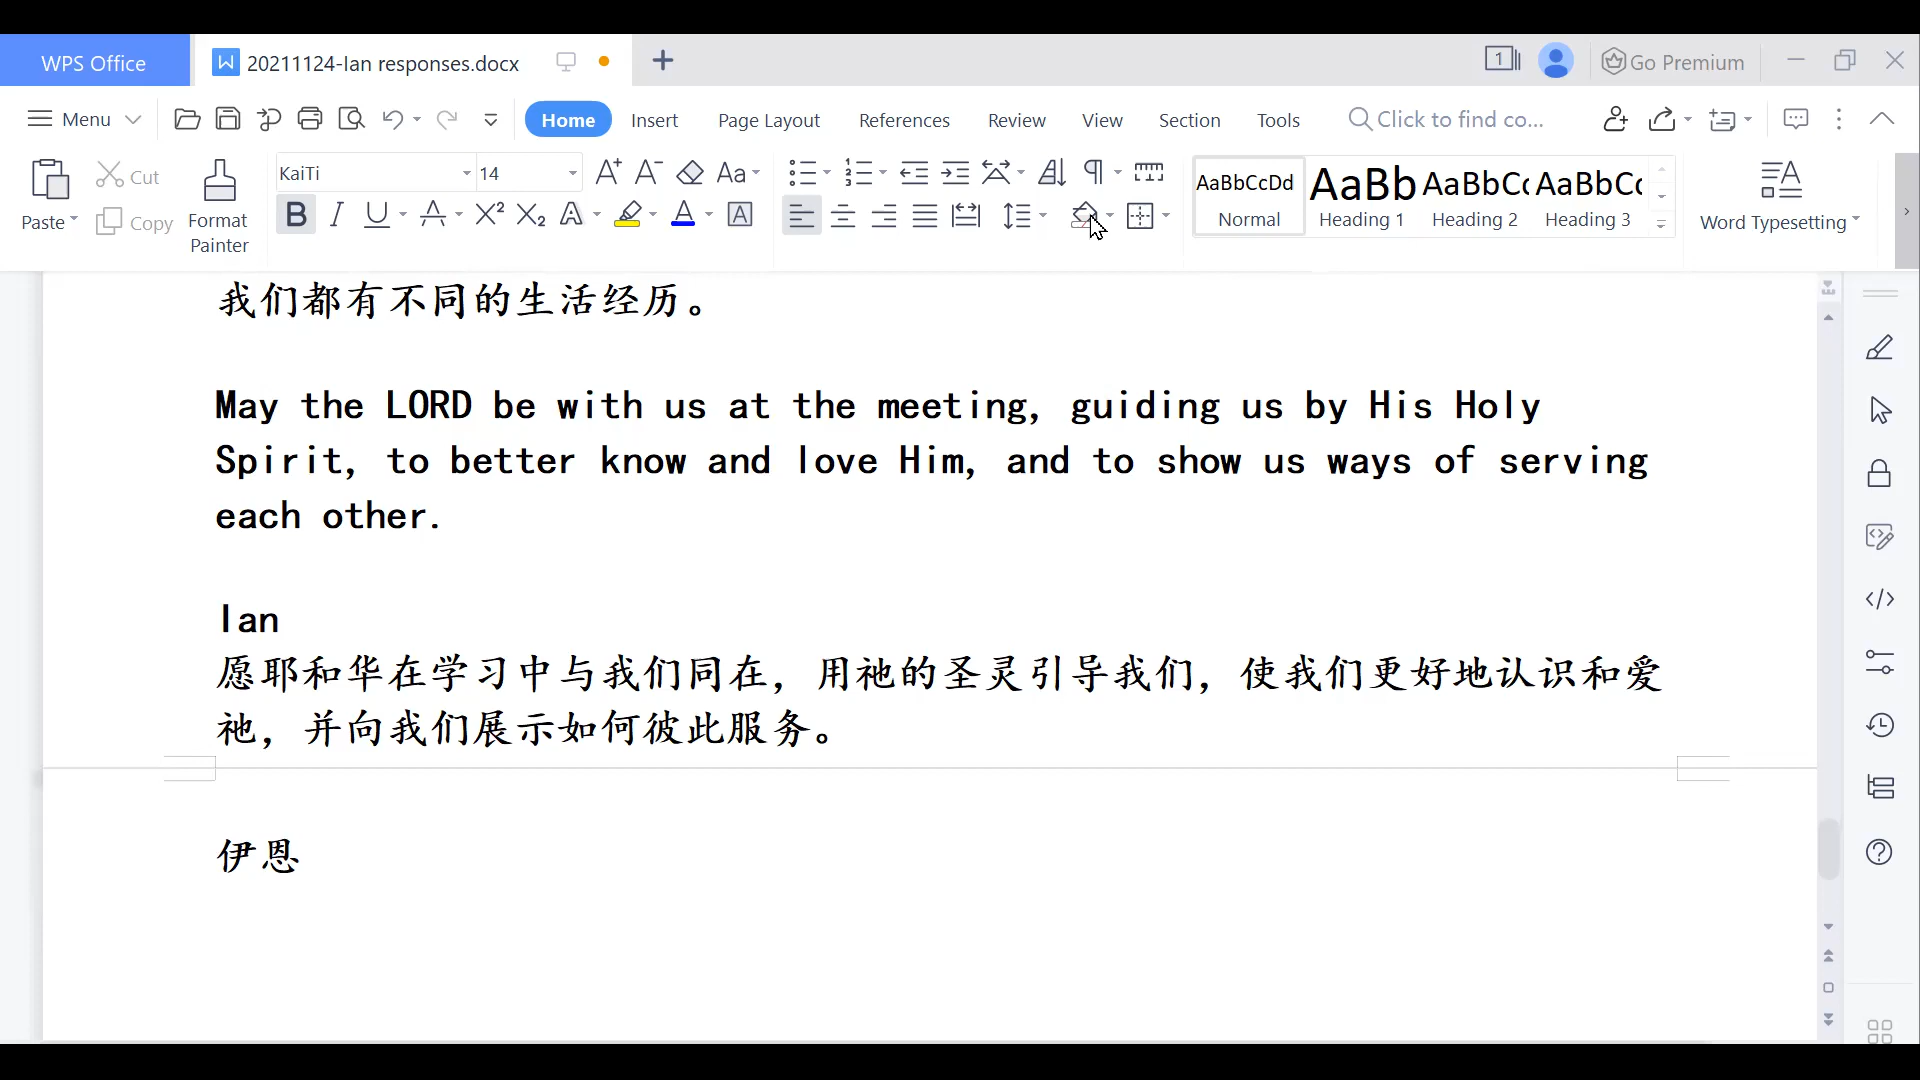 WPS Office
20211124-Ian responses.docx
1
Go Premium
Menu
Home
Insert
Page Layout
References
Review
View
Section
Tools
Click to find co...
Paste
Cut
Copy
Format
Painter
KaiTi
14
AaBbCcDd
Normal
AaBb
Heading 1
AaBbCc
Heading 2
AaBbCc
Heading 3
Word Typesetting
我们都有不同的生活经历。
May the LORD be with us at the meeting, guiding us by His Holy
Spirit, to better know and love Him, and to show us ways of serving
each other.
Ian
愿耶和华在学习中与我们同在，用祂的圣灵引导我们，使我们更好地认识和爱
祂，并向我们展示如何彼此服务。
伊恩